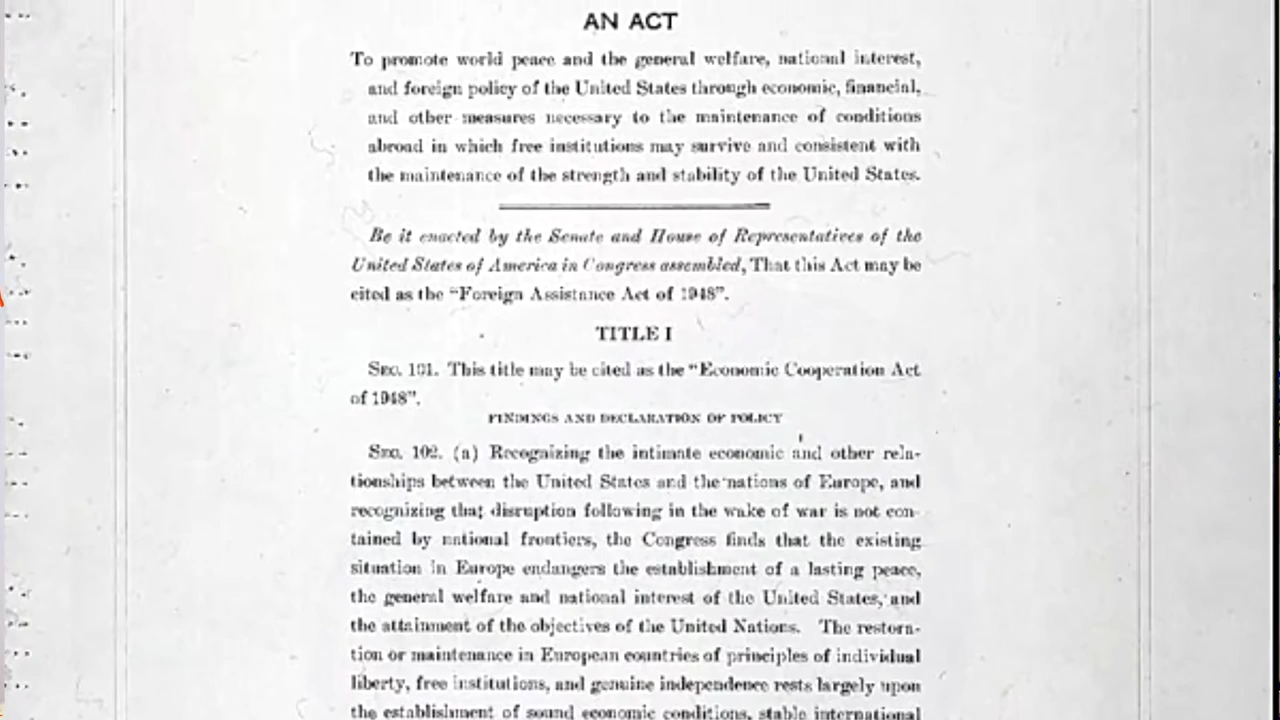 AN ACT
To promote world peace and the general welfare, national interest,
and foreign policy of the United States through economic, financial,
and other measures necessary to the maintenance of conditions
abroad in which free institutions may survive and consistent with
the maintenance of the strength and stability of the United States.
Be it enacted by the Senate and House of Representatives of the
United States of America in Congress assembled, That this Act may be
cited as the "Foreign Assistance Act of 1948".
TITLE I
SEC. 101. This title may be cited as the "Economic Cooperation Act
of 1948".
FINDINGS AND DECLARATION OF POLICY
SEC. 102. (a) Recognizing the intimate economic and other rela-
tionships between the United States and the nations of Europe, and
recognizing that disruption following in the wake of war is not con-
tained by national frontiers, the Congress finds that the existing
situation in Europe endangers the establishment of a lasting peace,
the general welfare and national interest of the United States, and
the attainment of the objectives of the United Nations. The restora-
tion or maintenance in European countries of principles of individual
liberty, free institutions, and genuine independence rests largely upon
the establishment of sound economic conditions, stable international